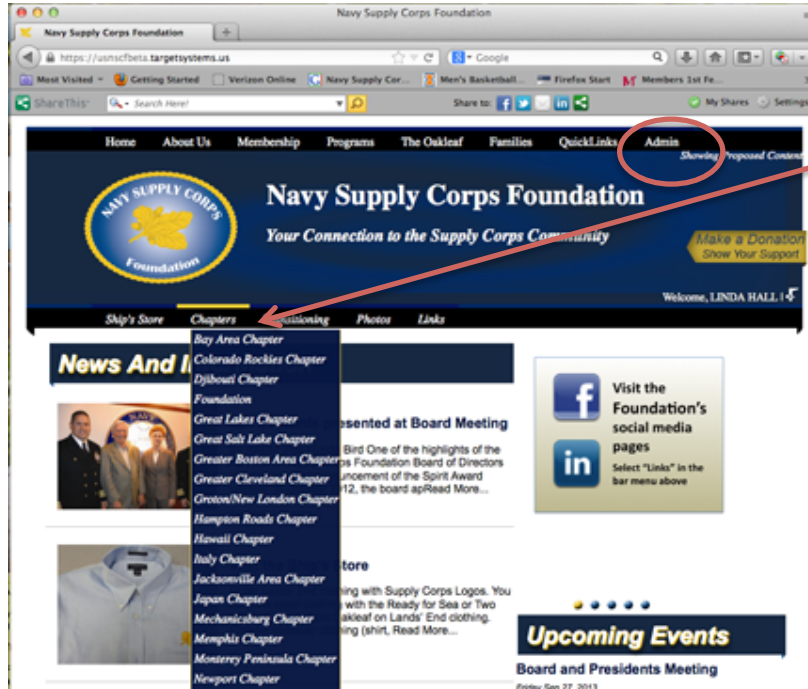 Navy Supply Corps Foundation
Navy Supply Corps Foundation
https://usnscfbeta.targetsystems.us
Google
Most Visited Getting Started Verizon Online Navy Supply Cor... Men's Basketball... Firefox Start Members 1st Fe...
ShareThis Search Here! Share to: My Shares Settings
Home About Us Membership Programs The Oakleaf Families QuickLinks Admin
Showing Proposed Content
NAVY SUPPLY CORPS
Foundation
Navy Supply Corps Foundation
Your Connection to the Supply Corps Community
Make a Donation
Show Your Support
Welcome, LINDA HALL |
Ship's Store Chapters Photos Links
Bay Area Chapter
Colorado Rockies Chapter
Djibouti Chapter
Foundation
Great Lakes Chapter
Great Salt Lake Chapter
Greater Boston Area Chapter
Greater Cleveland Chapter
Groton/New London Chapter
Hampton Roads Chapter
Hawaii Chapter
Italy Chapter
Jacksonville Area Chapter
Japan Chapter
Mechanicsburg Chapter
Memphis Chapter
Monterey Peninsula Chapter
Newport Chapter
News And
presented at Board Meeting
Bird One of the highlights of the
Foundation Board of Directors
of the Spirit Award
the board apRead More...
Store
with Supply Corps Logos. You
with the Ready for Sea or Two
on Lands' End clothing.
(shirt, Read More...
Visit the
Foundation's
social media
pages
Select "Links" in the
bar menu above
f
in
Upcoming Events
Board and Presidents Meeting
Friday Sep 27, 2013